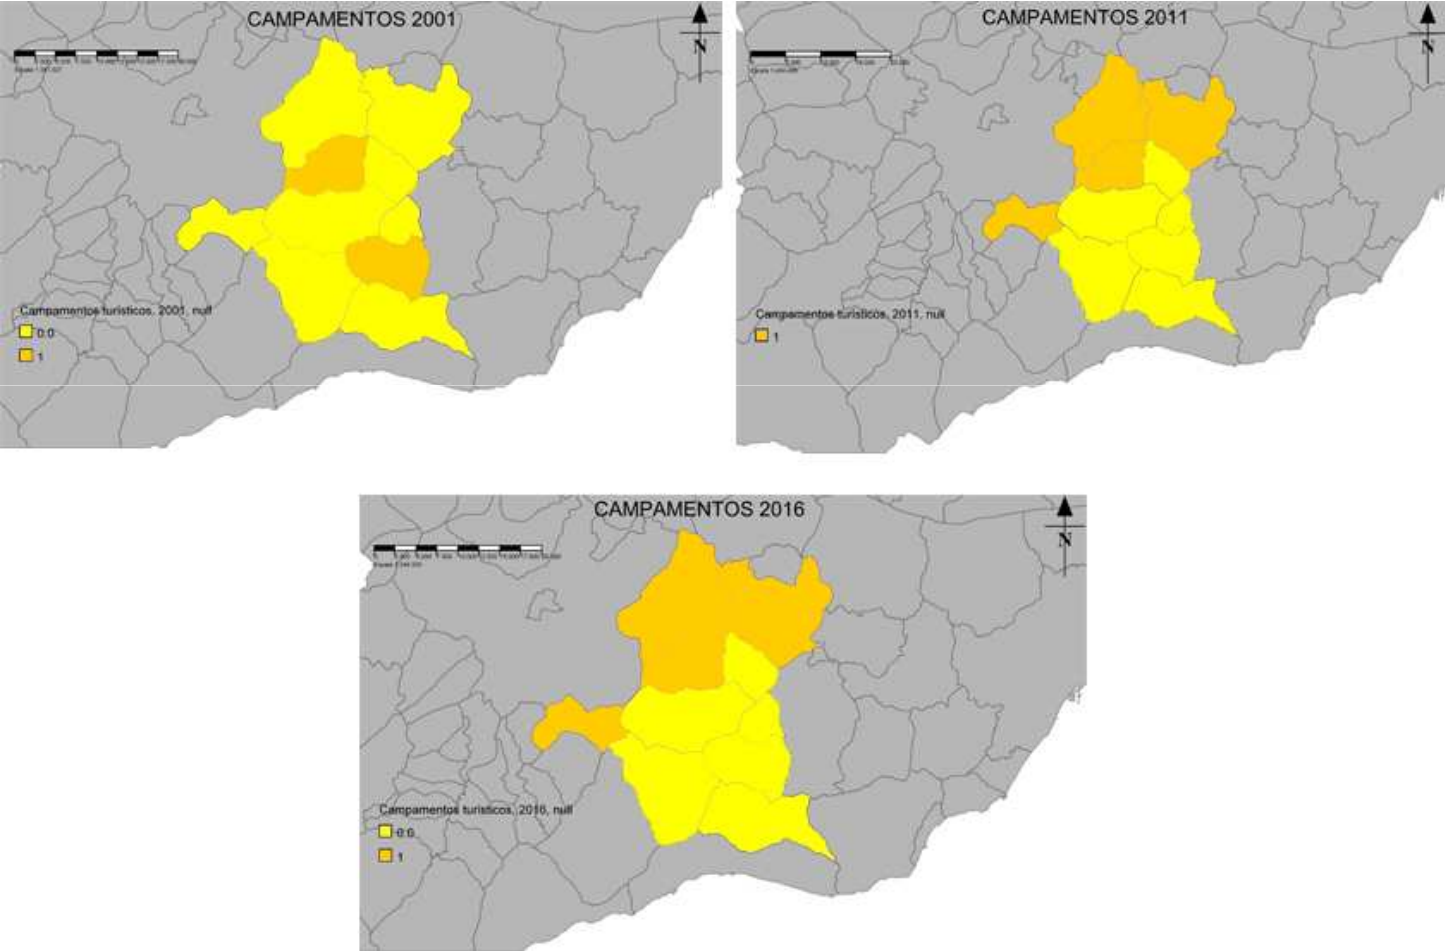 CAMPAMENTOS 2001
N
Campamentos turísticos, 2001, null
0.0
1
CAMPAMENTOS 2011
N
Campamentos turísticos, 2011, null
1
CAMPAMENTOS 2016
N
Campamentos turísticos, 2016, null
0.0
1